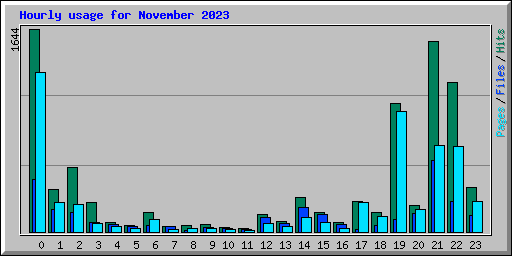 Hourly usage for November 2023
1644
Pages / Files / Hits
0 1 2 3 4 5 6 7 8 9 10 11 12 13 14 15 16 17 18 19 20 21 22 23